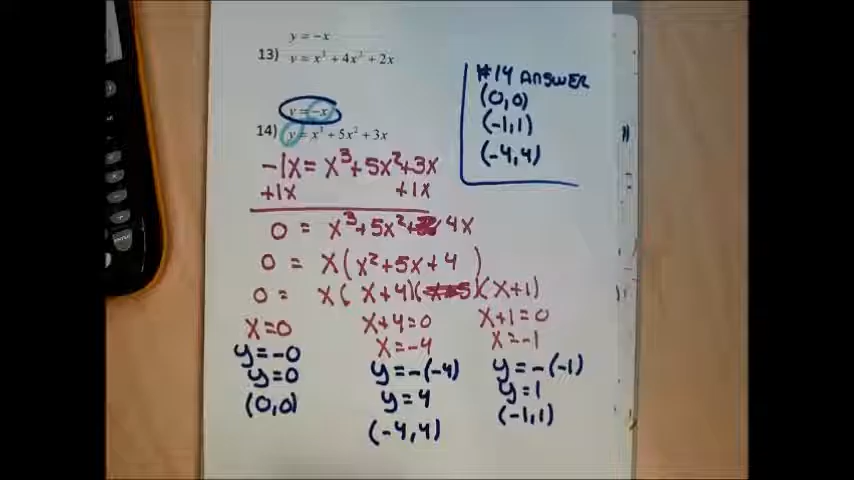 y = -x
13) y = x³ + 4x² + 2x
y = -x
14) y = x³ + 5x² + 3x
-1x = x³+5x²+3x
+1x +1x
0 = x³+5x²+ 4x
0 = x(x²+5x+4)
0 = x(x+4)(x+1)
x=0 x+4=0 x+1=0
x=-4 x=-1
y=-0 y=-(-4) y=-(-1)
y=0 y=4 y=1
(0,0) (-4,4) (-1,1)
#14 ANSWER
(0,0)
(-1,1)
(-4,4)
ENTER